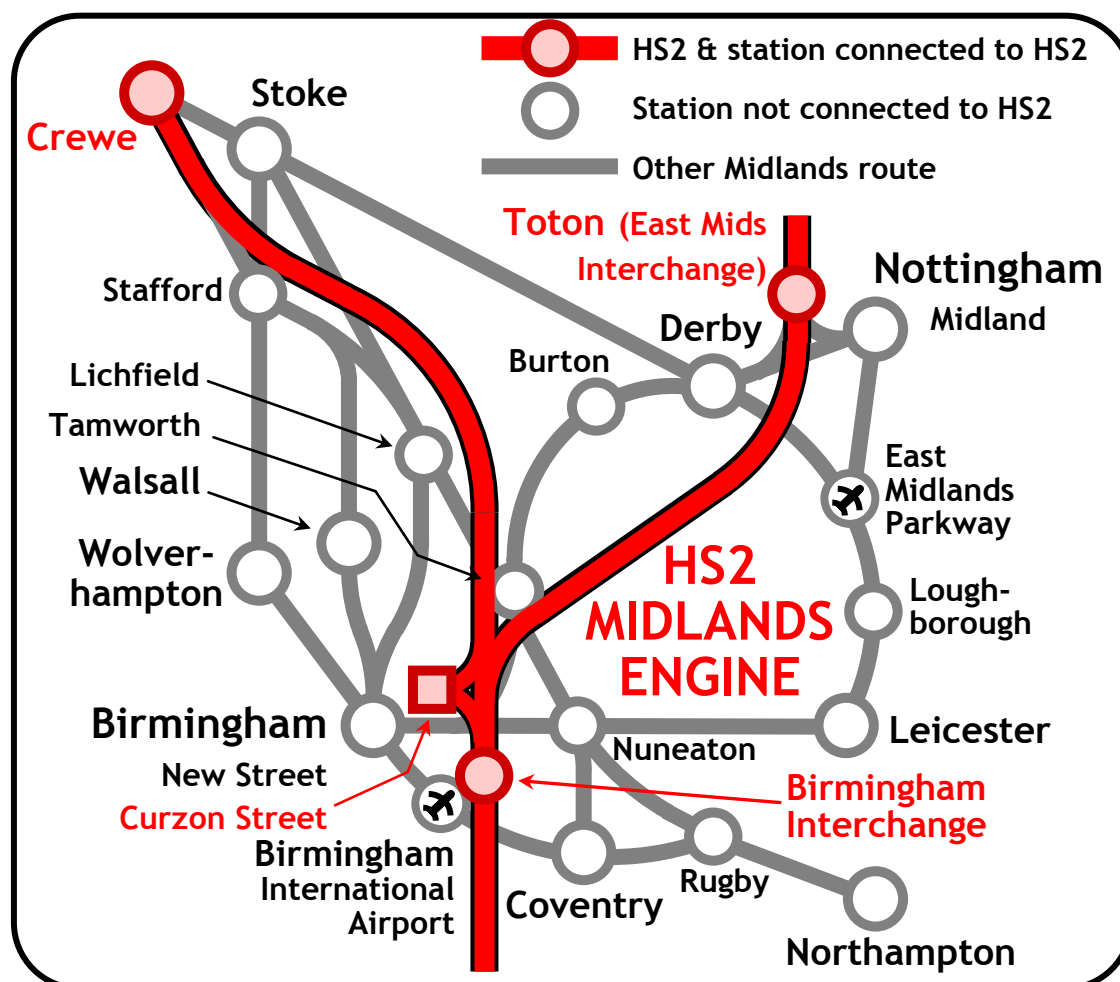 HS2 & station connected to HS2
Station not connected to HS2
Other Midlands route
Stoke
Crewe
Toton (East Mids
Interchange)
Nottingham
Midland
Stafford
Derby
Burton
Lichfield
Tamworth
Walsall
East
Midlands
Parkway
Wolver-
hampton
HS2
MIDLANDS
ENGINE
Lough-
borough
Birmingham
New Street
Curzon Street
Nuneaton
Leicester
Birmingham
Interchange
Birmingham
International
Airport
Coventry
Rugby
Northampton